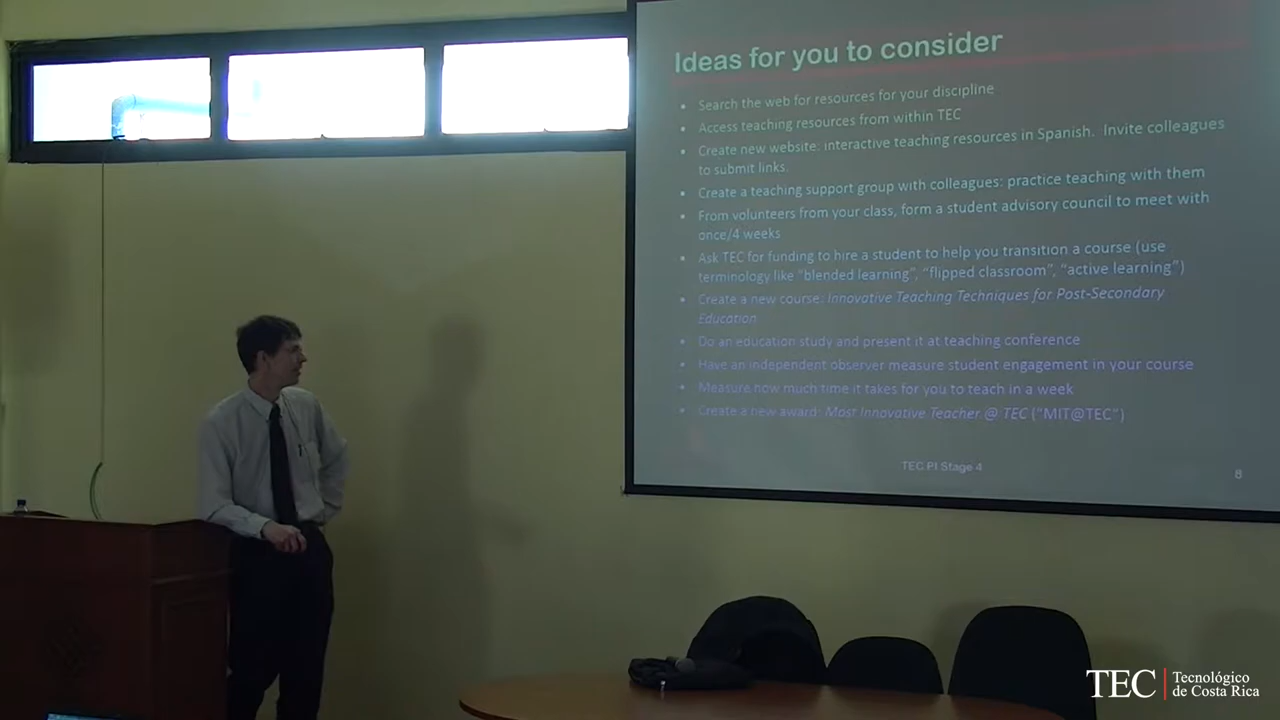 Ideas for you to consider
• Search the web for resources for your discipline
• Access teaching resources from within TEC
• Create new website: interactive teaching resources in Spanish. Invite colleagues
to submit links.
• Create a teaching support group with colleagues: practice teaching with them
• From volunteers from your class, form a student advisory council to meet with
once/4 weeks
• Ask TEC for funding to hire a student to help you transition a course (use
terminology like "blended learning", "flipped classroom", "active learning")
• Create a new course: Innovative Teaching Techniques for Post-Secondary
Education
• Do an education study and present it at teaching conference
• Have an independent observer measure student engagement in your course
• Measure how much time it takes for you to teach in a week
• Create a new award: Most Innovative Teacher @ TEC ("MIT@TEC")
TEC PI Stage 4
8
TEC | Tecnológico
de Costa Rica